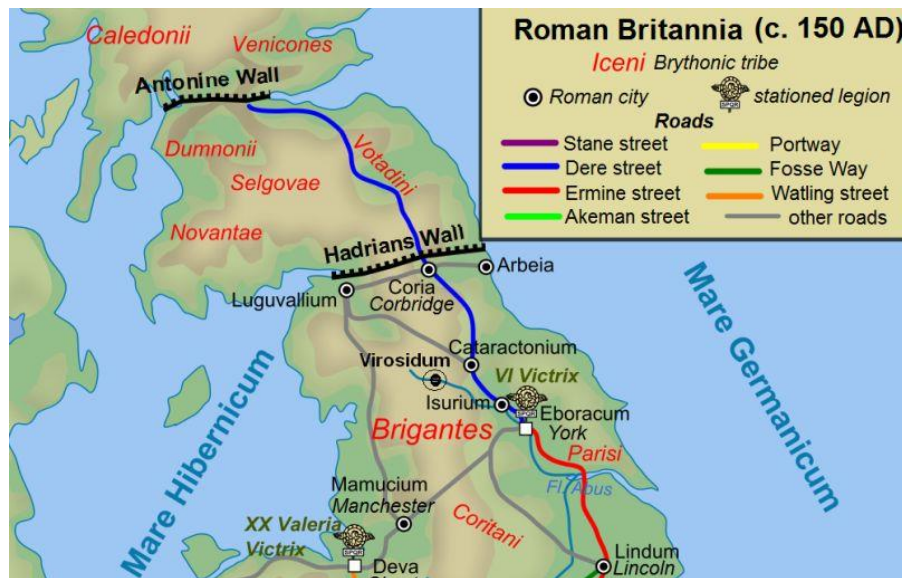 Roman Britannia (c. 150 AD)
Iceni Brythonic tribe
Roman city
SPQR
stationed legion
Roads
Stane street
Portway
Dere street
Fosse Way
Ermine street
Watling street
Akeman street
other roads
Caledonii
Venicones
Antonine Wall
Dumnonii
Votadini
Selgovae
Novantae
Hadrians Wall
Arbeia
Coria
Corbridge
Luguvallium
Mare Germanicum
Mare Hibernicum
Cataractonium
Virosidum
VI Victrix
SPQR
Isurium
Eboracum
York
Brigantes
Parisi
Fl. Abus
Mamucium
Manchester
Coritani
XX Valeria
Victrix
SPQR
Deva
Lindum
Lincoln